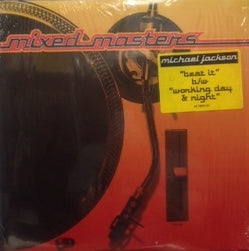 mixed masters
michael jackson
"beat it"
b/w
"working day
& night"